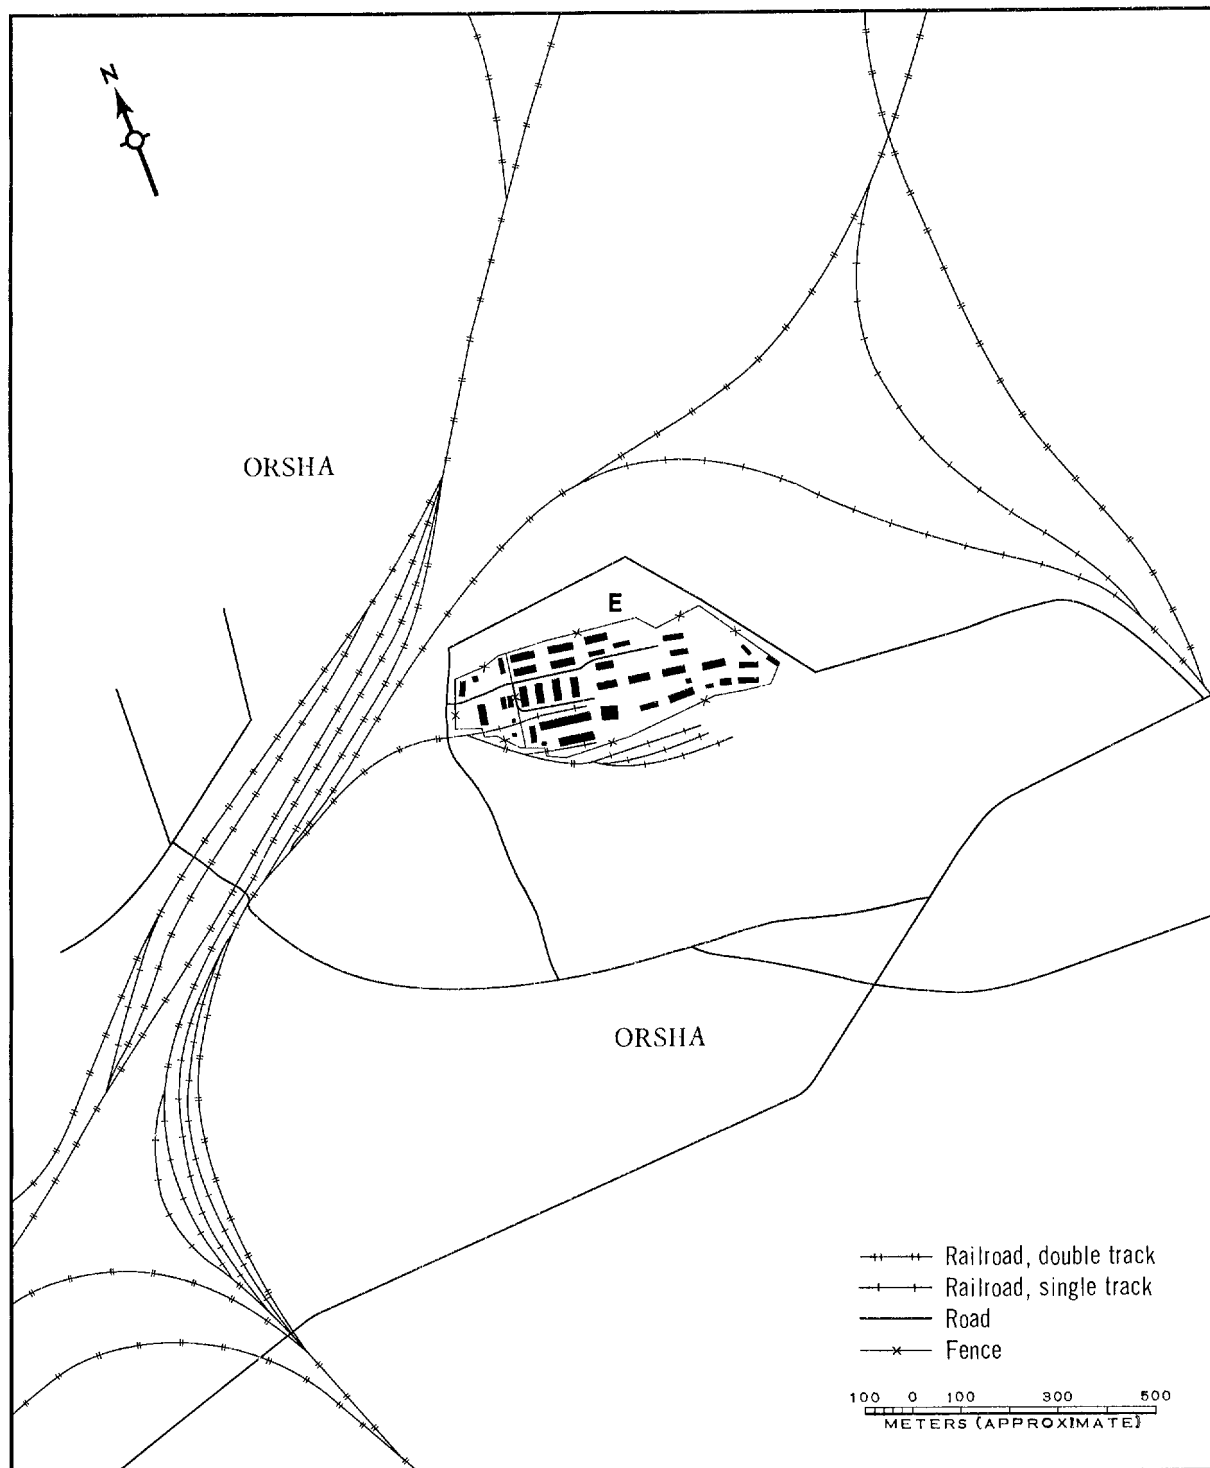 N
ORSHA
E
ORSHA
Railroad, double track
Railroad, single track
Road
Fence
100 0 100 300 500
METERS (APPROXIMATE)